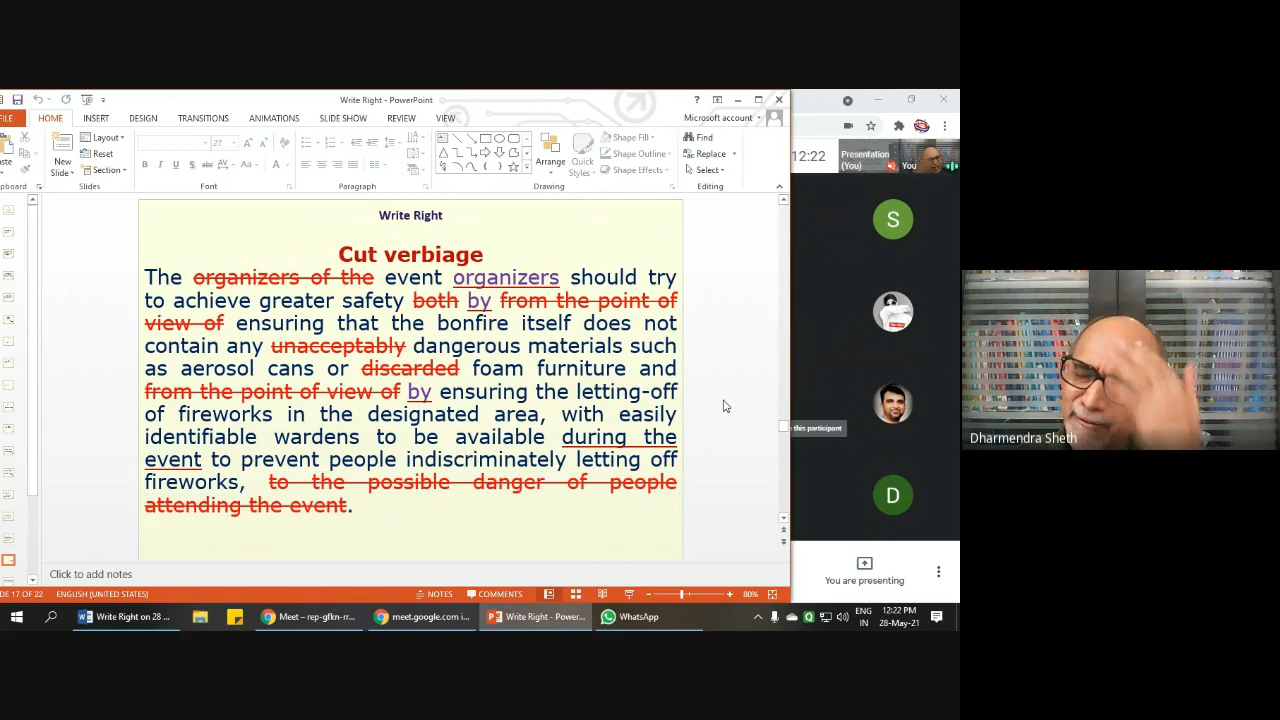 Write Right - PowerPoint
FILE HOME INSERT DESIGN TRANSITIONS ANIMATIONS SLIDE SHOW REVIEW VIEW Microsoft account
New Slide
Layout
Reset
Section
27
Arrange
Quick Styles
Shape Fill
Shape Outline
Shape Effects
Find
Replace
Select
Slides Font Paragraph Drawing Editing
12:22
Presentation (You)
You
S
D
Write Right
Cut verbiage
The organizers of the event organizers should try
to achieve greater safety both by from the point of
view of ensuring that the bonfire itself does not
contain any unacceptably dangerous materials such
as aerosol cans or discarded foam furniture and
from the point of view of by ensuring the letting-off
of fireworks in the designated area, with easily
identifiable wardens to be available during the
event to prevent people indiscriminately letting off
fireworks, to the possible danger of people
attending the event.
this participant
Dharmendra Sheth
Click to add notes
You are presenting
DE 17 OF 22 ENGLISH (UNITED STATES) NOTES COMMENTS 80%
Write Right on 28 ... Meet – rep-gfkn-rr... meet.google.com i... Write Right - Powe... WhatsApp
ENG
IN
12:22 PM
28-May-21